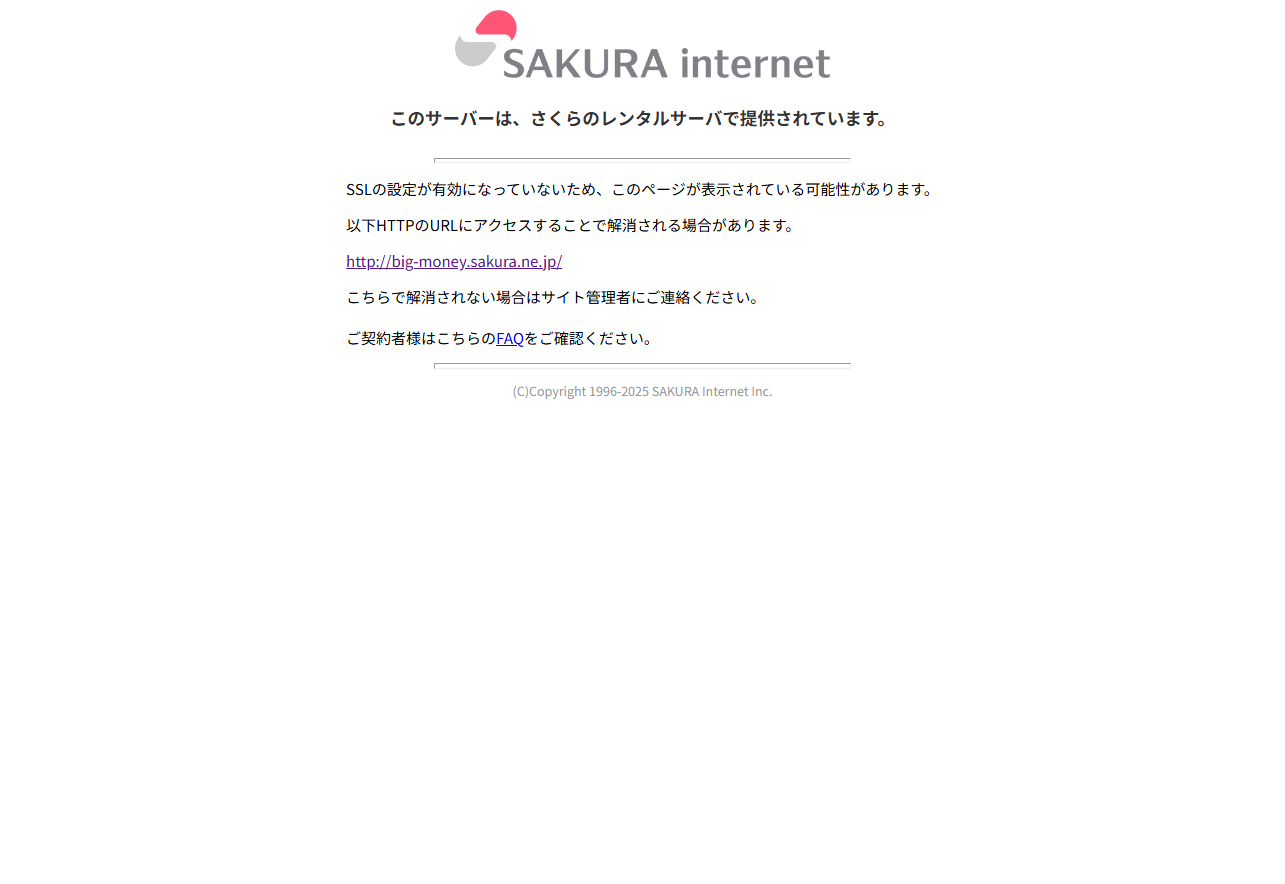 SAKURA internet
このサーバーは、さくらのレンタルサーバで提供されています。
SSLの設定が有効になっていないため、このページが表示されている可能性があります。
以下HTTPのURLにアクセスすることで解消される場合があります。
http://big-money.sakura.ne.jp/
こちらで解消されない場合はサイト管理者にご連絡ください。
ご契約者様はこちらのFAQをご確認ください。
(C)Copyright 1996-2025 SAKURA Internet Inc.